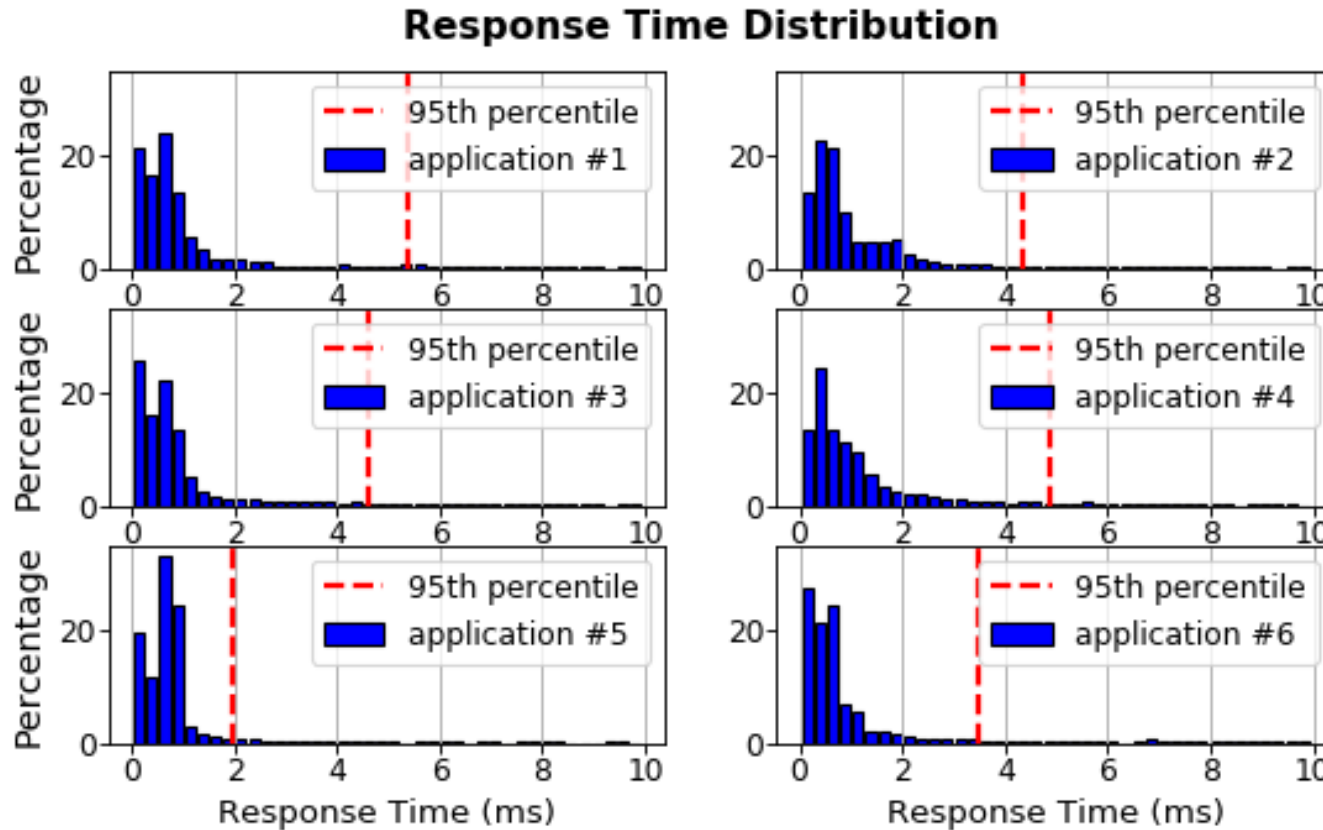 Response Time Distribution
Percentage
20
0
95th percentile
application #1
0 2 4 6 8 10
20
0
95th percentile
application #2
0 2 4 6 8 10
Percentage
20
0
95th percentile
application #3
0 2 4 6 8 10
20
0
95th percentile
application #4
0 2 4 6 8 10
Percentage
20
0
95th percentile
application #5
0 2 4 6 8 10
Response Time (ms)
20
0
95th percentile
application #6
0 2 4 6 8 10
Response Time (ms)